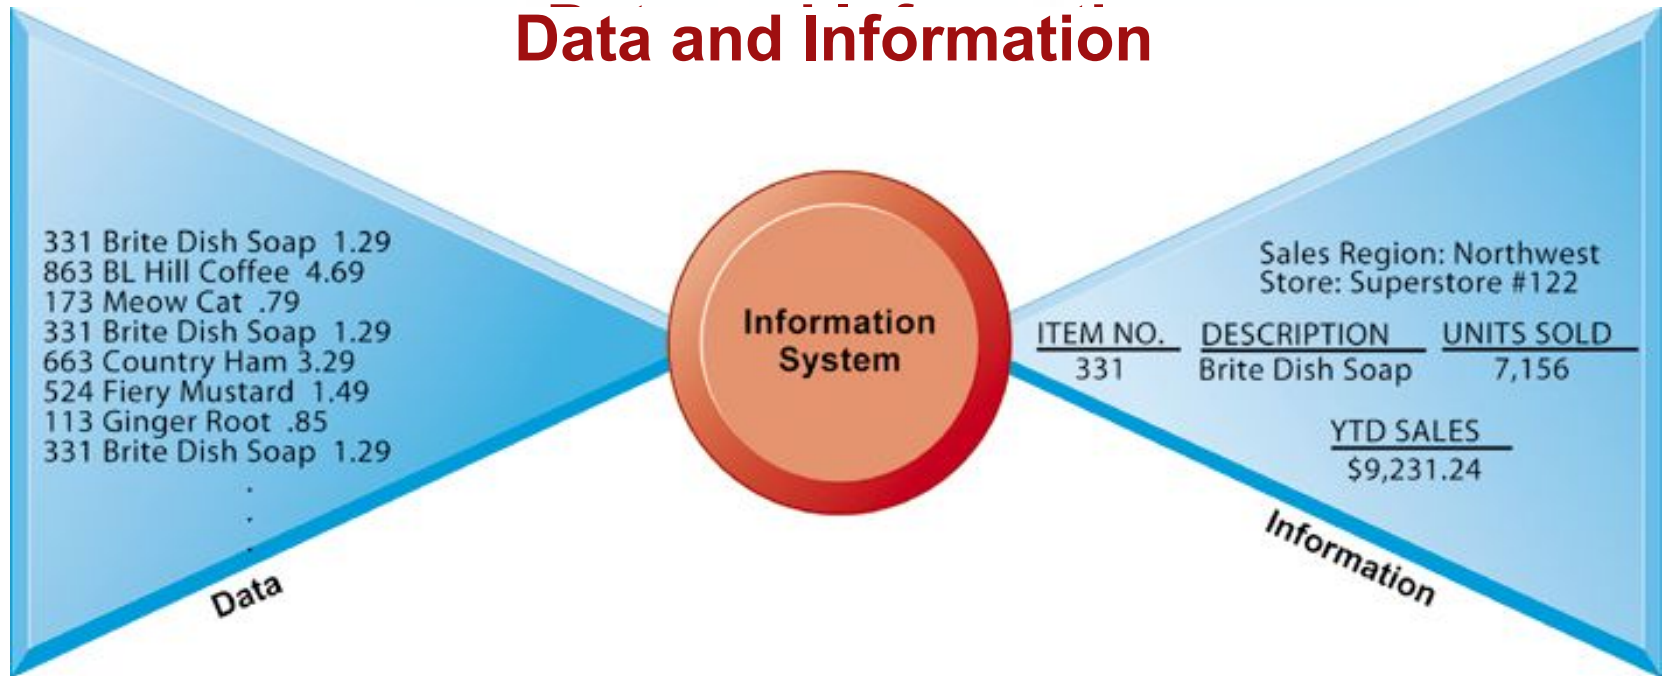 Data and Information
331 Brite Dish Soap 1.29
863 BL Hill Coffee 4.69
173 Meow Cat .79
331 Brite Dish Soap 1.29
663 Country Ham 3.29
524 Fiery Mustard 1.49
113 Ginger Root .85
331 Brite Dish Soap 1.29
.
.
.
Data
Information
System
Sales Region: Northwest
Store: Superstore #122
ITEM NO. DESCRIPTION UNITS SOLD
331 Brite Dish Soap 7,156
YTD SALES
$9,231.24
Information